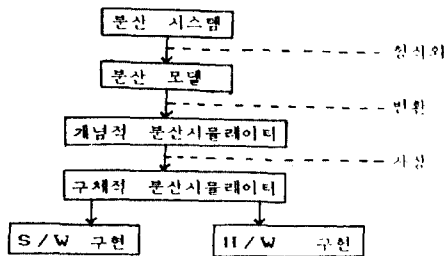 분산 시스템
형식화
분산 모델
변환
개념적 분산시뮬레이터
사상
구체적 분산시뮬레이터
S/W 구현
H/W 구현